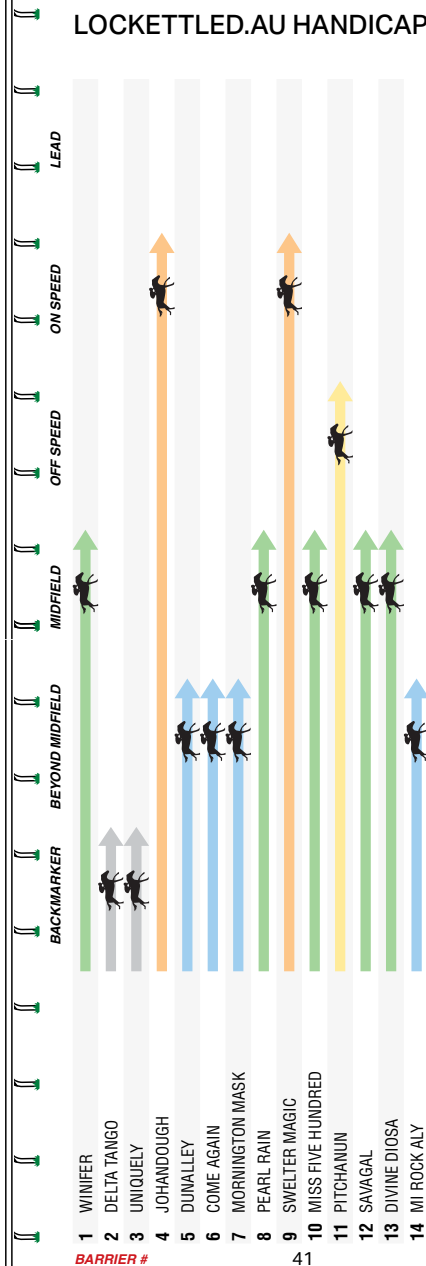 LOCKETTLED.AU HANDICAP
LEAD
ON SPEED
OFF SPEED
MIDFIELD
BEYOND MIDFIELD
BACKMARKER
1 WINIFER
2 DELTA TANGO
3 UNIQUELY
4 JOHANDOUGH
5 DUNALLEY
6 COME AGAIN
7 MORNINGTON MASK
8 PEARL RAIN
9 SWELTER MAGIC
10 MISS FIVE HUNDRED
11 PITCHANUN
12 SAVAGAL
13 DIVINE DIOSA
14 MI ROCK ALY
BARRIER #
41